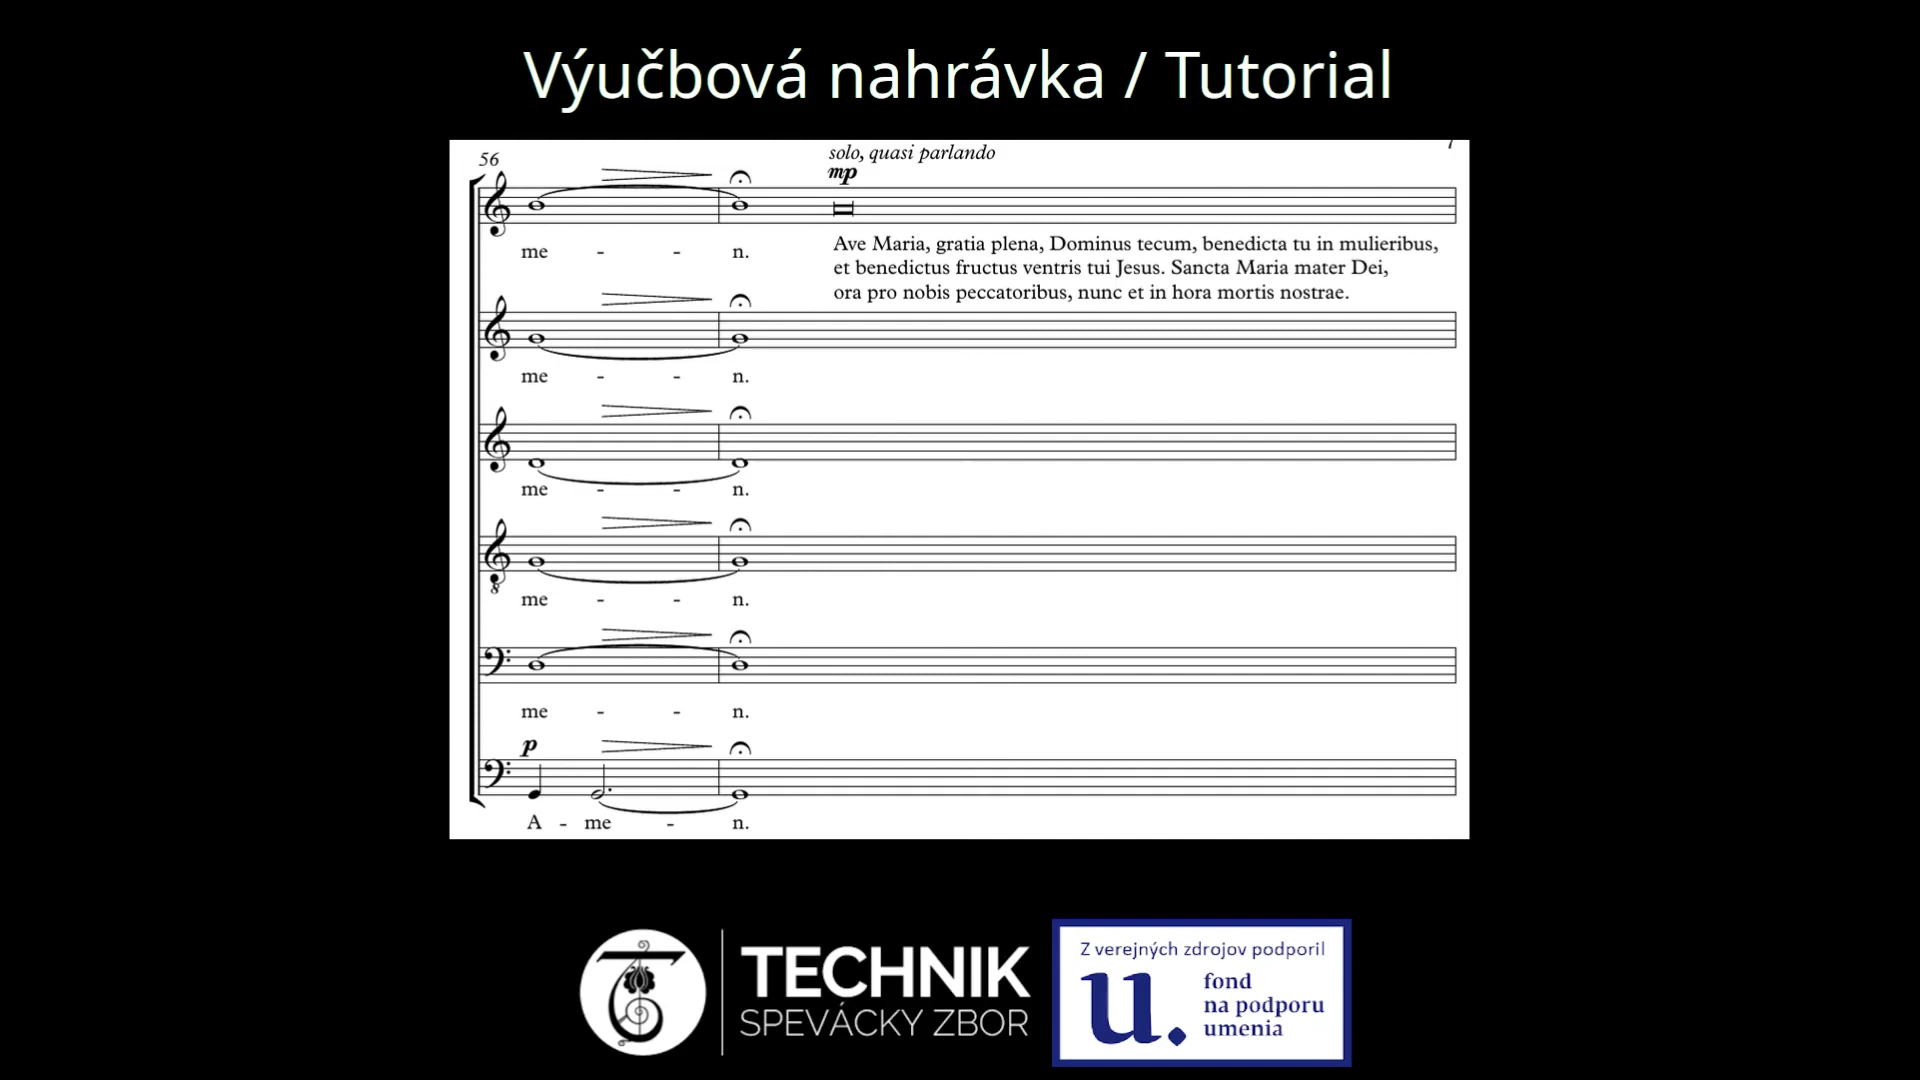 Výučbová nahrávka / Tutorial
56
solo, quasi parlando
mp
me - - n.
Ave Maria, gratia plena, Dominus tecum, benedicta tu in mulieribus,
et benedictus fructus ventris tui Jesus. Sancta Maria mater Dei,
ora pro nobis peccatoribus, nunc et in hora mortis nostrae.
me - - n.
me - - n.
8
me - - n.
me - - n.
p
A - me - n.
TECHNIK
SPEVÁCKY ZBOR
Z verejných zdrojov podporil
u.
fond
na podporu
umenia